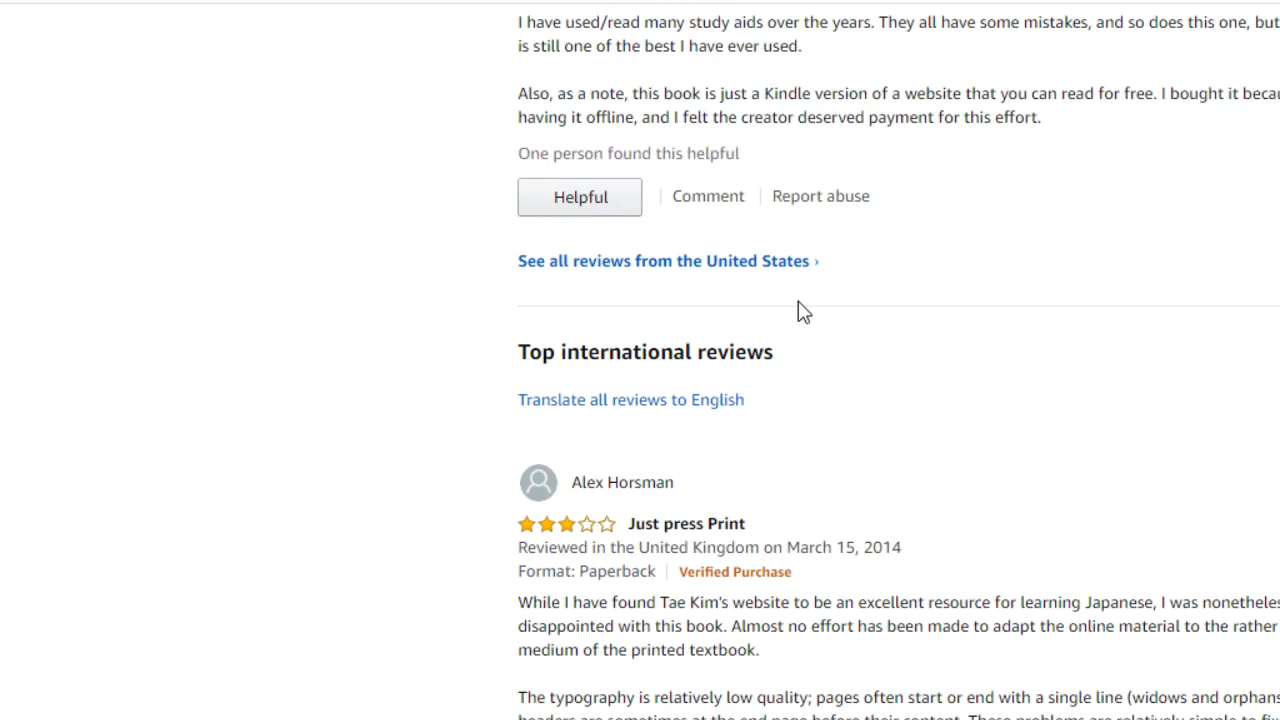 I have used/read many study aids over the years. They all have some mistakes, and so does this one, but
is still one of the best I have ever used.
Also, as a note, this book is just a Kindle version of a website that you can read for free. I bought it
having it offline, and I felt the creator deserved payment for this effort.
One person found this helpful
Helpful
Comment
Report abuse
See all reviews from the United States ›
Top international reviews
Translate all reviews to English
Alex Horsman
Just press Print
Reviewed in the United Kingdom on March 15, 2014
Format: Paperback
Verified Purchase
While I have found Tae Kim's website to be an excellent resource for learning Japanese, I was
disappointed with this book. Almost no effort has been made to adapt the online material to the rather
medium of the printed textbook.
The typography is relatively low quality; pages often start or end with a single line (widows and orphans